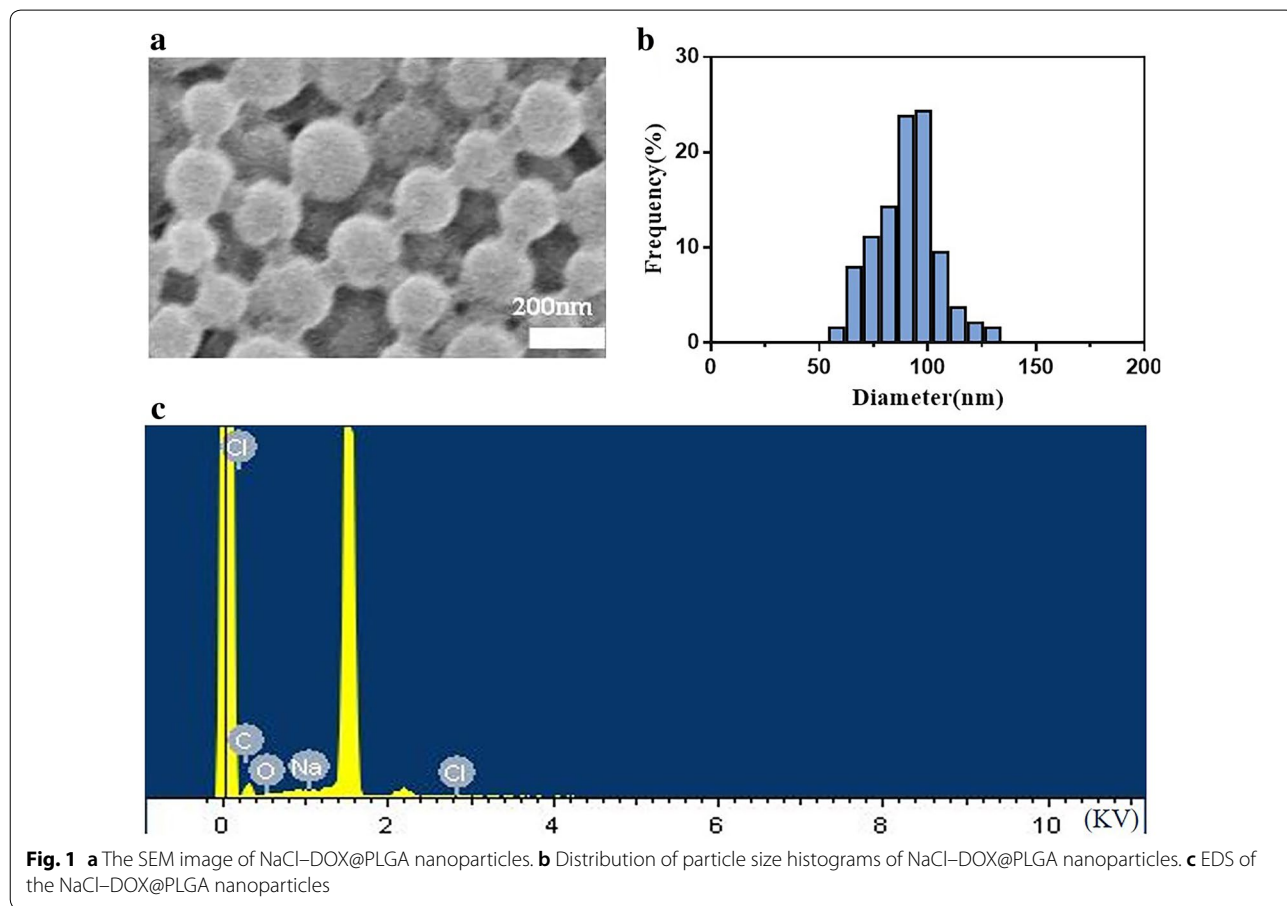 a
200nm
b
30
20
10
0
Frequency(%)
0 50 100 150 200
Diameter(nm)
c
Cl
C
O
Na
Cl
0 2 4 6 8 10 (KV)
Fig. 1 a The SEM image of NaCl–DOX@PLGA nanoparticles. b Distribution of particle size histograms of NaCl–DOX@PLGA nanoparticles. c EDS of
the NaCl–DOX@PLGA nanoparticles